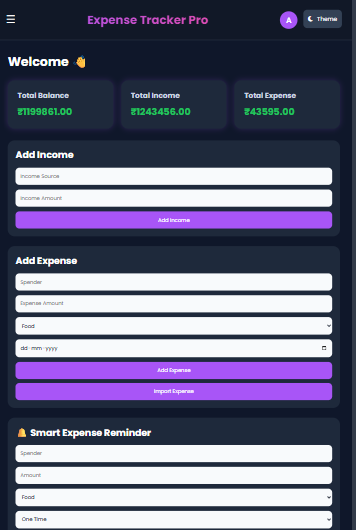 Expense Tracker Pro
A
Theme
Welcome 👋
Total Balance
₹1199861.00
Total Income
₹1243456.00
Total Expense
₹43595.00
Add Income
Income Source
Income Amount
Add Income
Add Expense
Spender
Expense Amount
Food
dd-mm-yyyy
Add Expense
Import Expense
🔔 Smart Expense Reminder
Spender
Amount
Food
One Time